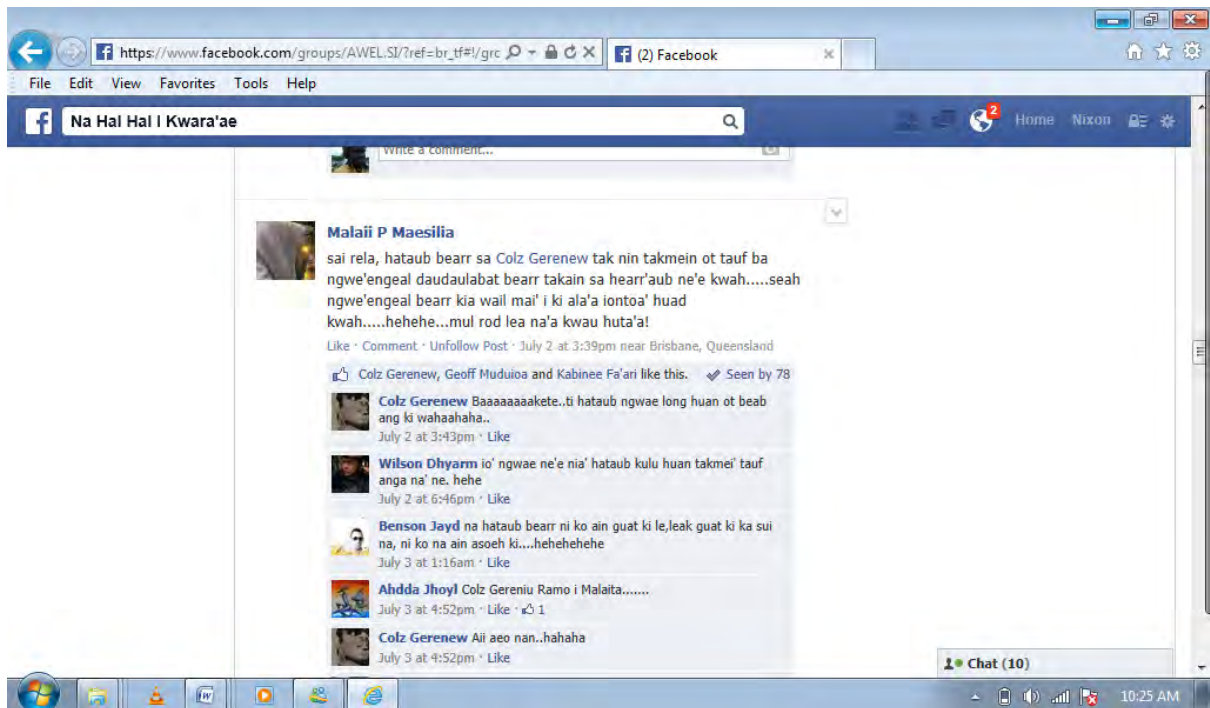 https://www.facebook.com/groups/AWEL.SI/?ref=br_tf#!/grc
(2) Facebook
File Edit View Favorites Tools Help
Na Hal Hal I Kwara'ae
2
Home Nixon
Write a comment...
Malaii P Maesilia
sai rela, hataub bearr sa Colz Gerenew tak nin takmein ot tauf ba
ngwe'engeal daudaulabat bearr takain sa hearr'aub ne'e kwah.....seah
ngwe'engeal bearr kia wail mai' i ki ala'a iontoa' huad
kwah.....hehehe...mul rod lea na'a kwau huta'a!
Like · Comment · Unfollow Post · July 2 at 3:39pm near Brisbane, Queensland
Colz Gerenew, Geoff Muduioa and Kabinee Fa'ari like this. Seen by 78
Colz Gerenew Baaaaaaakete..ti hataub ngwae long huan ot beab
ang ki wahaahaha..
July 2 at 3:43pm · Like
Wilson Dhyarm io' ngwae ne'e nia' hataub kulu huan takmei' tauf
anga na' ne. hehe
July 2 at 6:46pm · Like
Benson Jayd na hataub bearr ni ko ain guat ki le,leak guat ki ka sui
na, ni ko na ain asoeh ki....hehehehehe
July 3 at 1:16am · Like
Ahdda Jhoyl Colz Gereniu Ramo i Malaita.......
July 3 at 4:52pm · Like · 1
Colz Gerenew Aii aeo nan..hahaha
July 3 at 4:52pm · Like
Chat (10)
10:25 AM